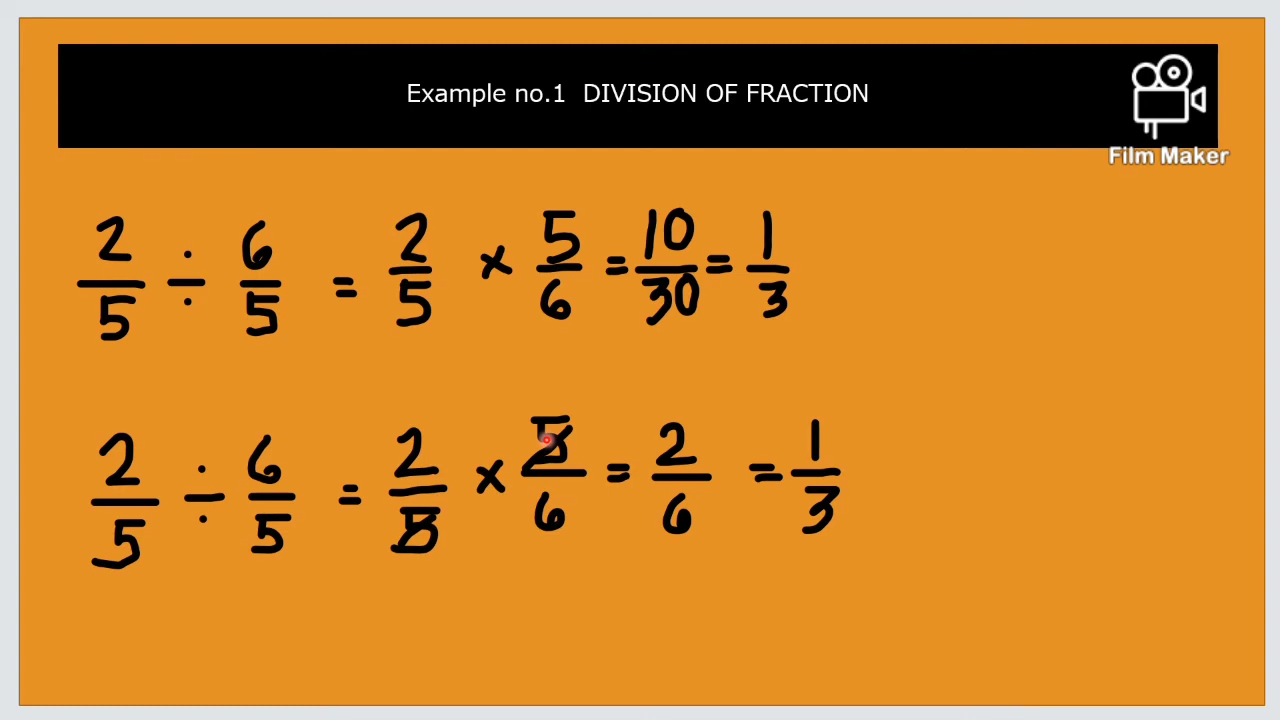 Example no.1 DIVISION OF FRACTION
Film Maker
2/5 ÷ 6/5 = 2/5 × 5/6 = 10/30 = 1/3
2/5 ÷ 6/5 = 2/5 × 5/6 = 2/6 = 1/3